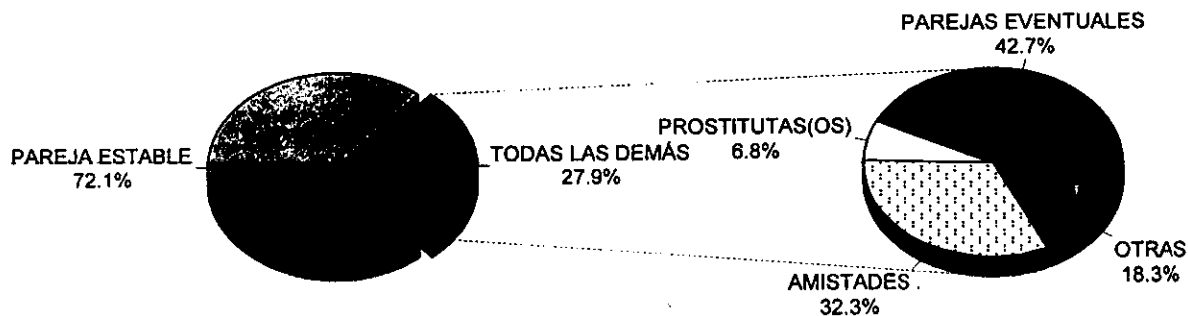 PAREJAS EVENTUALES
42.7%
PROSTITUTAS(OS)
6.8%
PAREJA ESTABLE
72.1%
TODAS LAS DEMÁS
27.9%
OTRAS
18.3%
AMISTADES .
32.3%